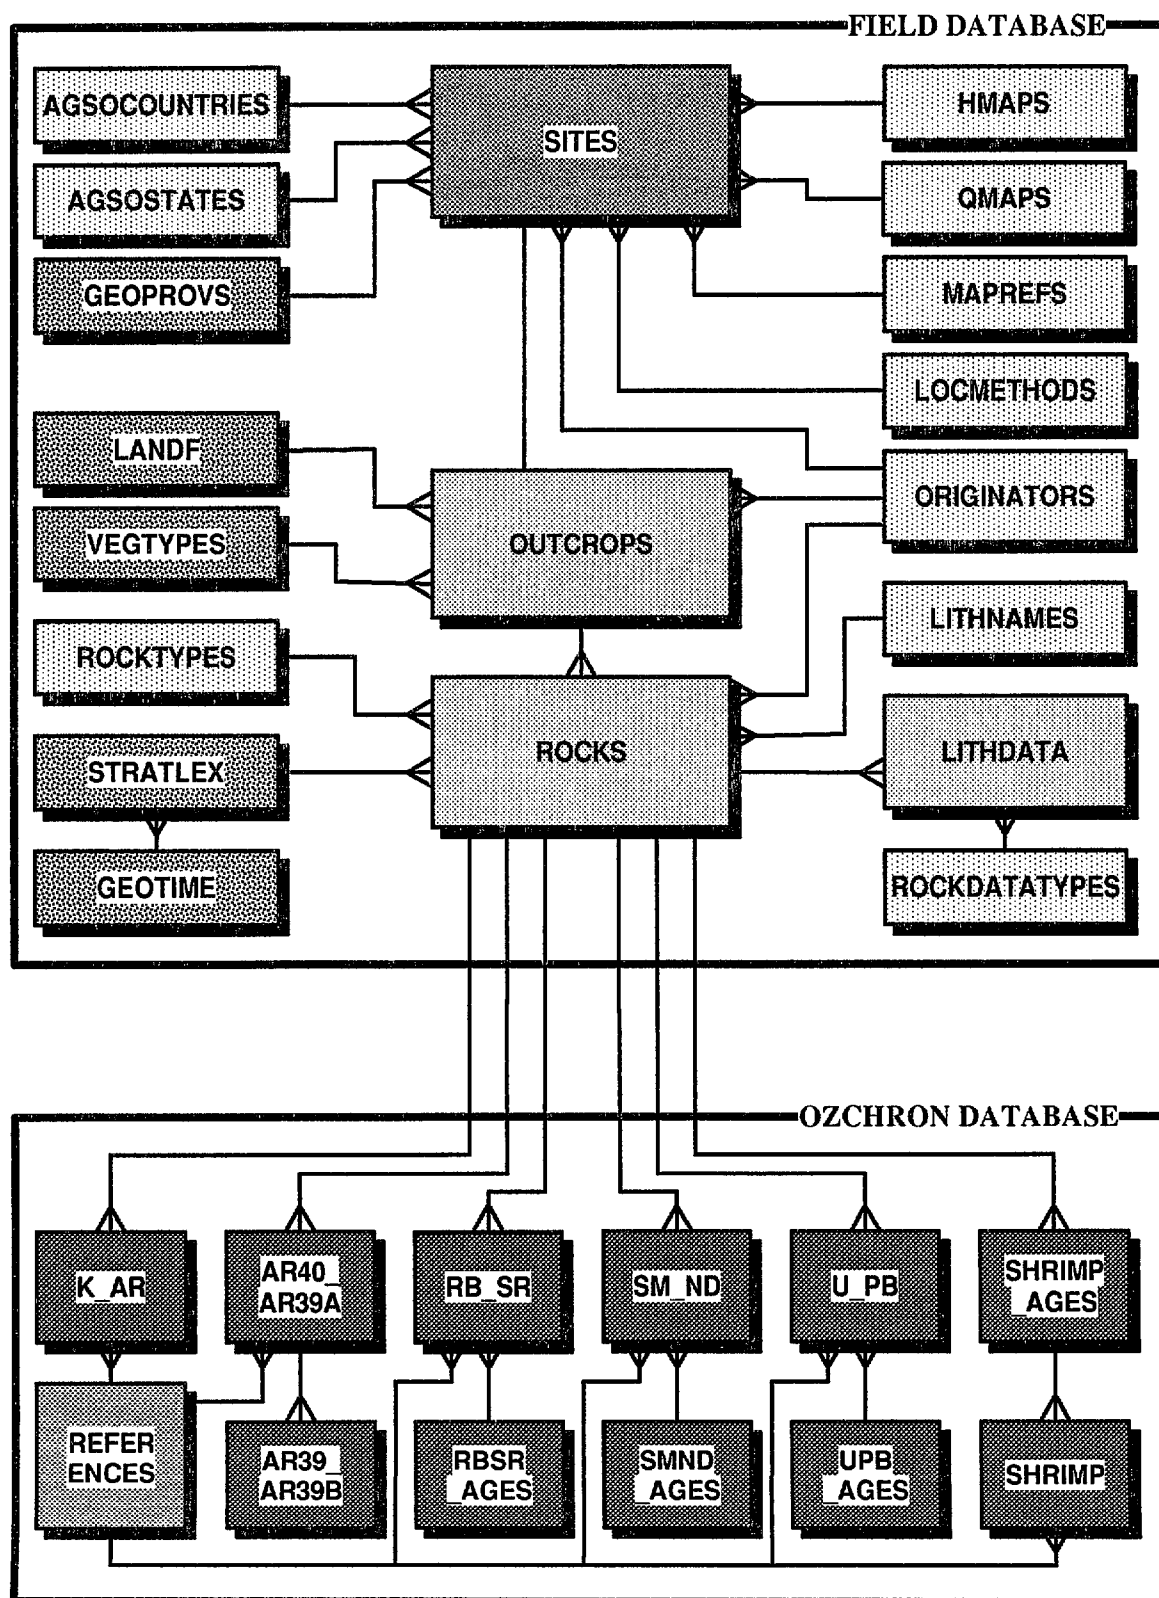 FIELD DATABASE
AGSOCOUNTRIES
SITES
HMAPS
AGSOSTATES
QMAPS
GEOPROVS
MAPREFS
LOCMETHODS
LANDF
ORIGINATORS
VEGTYPES
OUTCROPS
LITHNAMES
ROCKTYPES
ROCKS
LITHDATA
STRATLEX
GEOTIME
ROCKDATATYPES
OZCHRON DATABASE
K_AR
AR40_
AR39A
RB_SR
SM_ND
U_PB
SHRIMP
_AGES
REFER
ENCES
AR39_
AR39B
RBSR
_AGES
SMND
_AGES
UPB
_AGES
SHRIMP